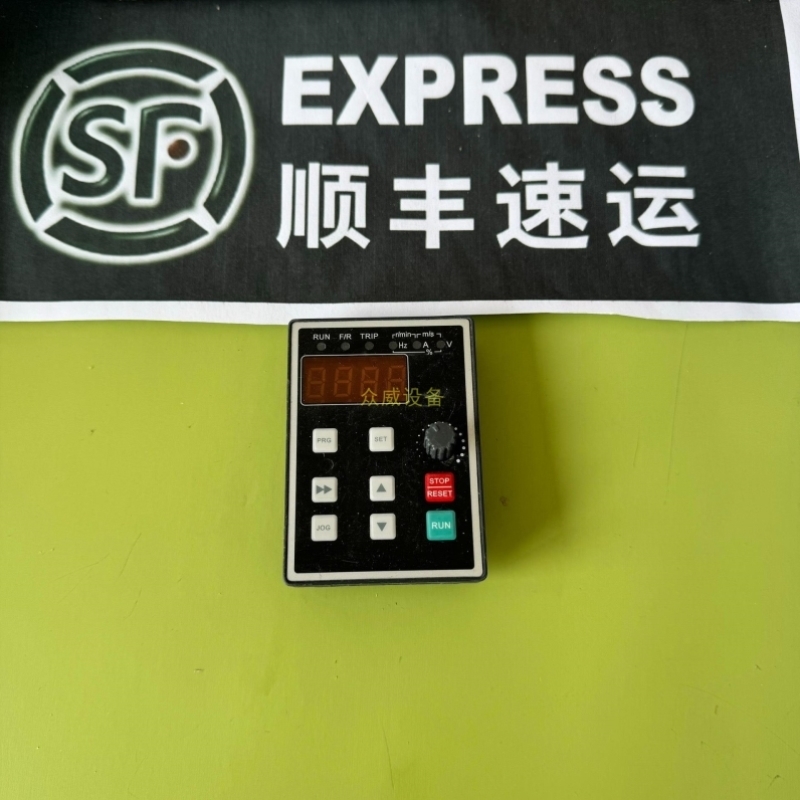 SF
EXPRESS
顺丰速运
RUN F/R TRIP r/min m/s
Hz A V
%
8888
众威设备
PRG SET
STOP
RESET
JOG RUN